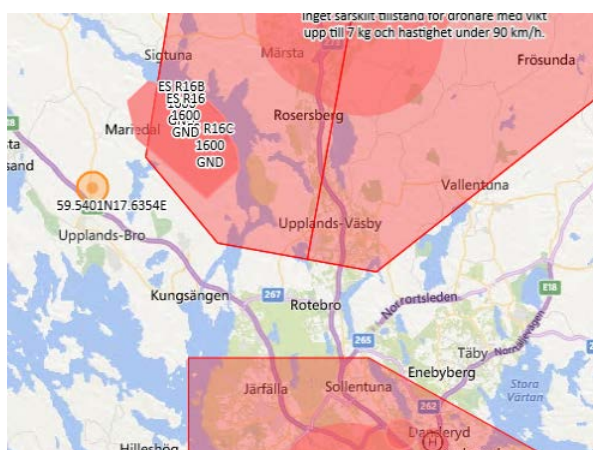 Inget särskilt tillstånd för drönare med vikt
upp till 7 kg och hastighet under 90 km/h.
Sigtuna
Märsta
Frösunda
ES R16B
ES R16
1600
GND
R16C
1600
GND
Rosersberg
59.5401N17.6354E
Vallentuna
Upplands-Bro
Upplands-Väsby
Kungsängen
267
Rotebro
Norrortsleden
E18
Norrtäljevägen
265
Täby
Enebyberg
Stora
Värtan
Järfälla
Sollentuna
262
Danderyd
H
Hilleshög